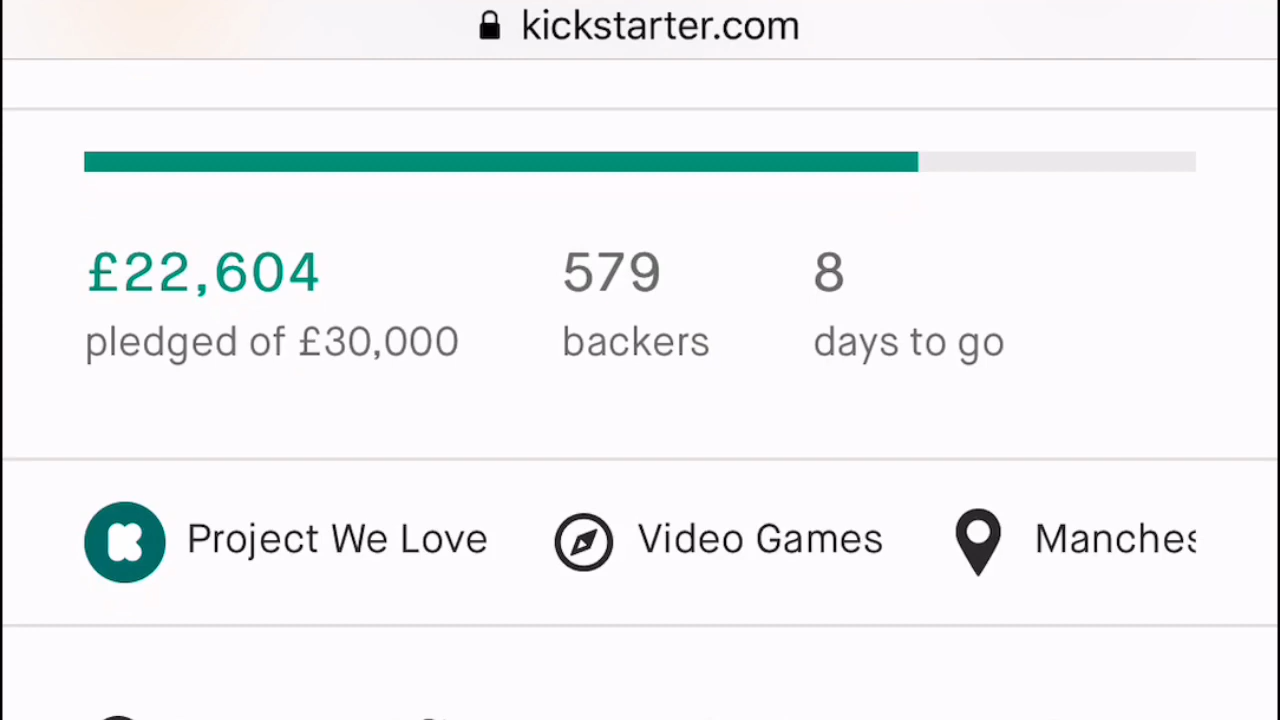 kickstarter.com
£22,604 579 8
pledged of £30,000 backers days to go
Project We Love Video Games Manches